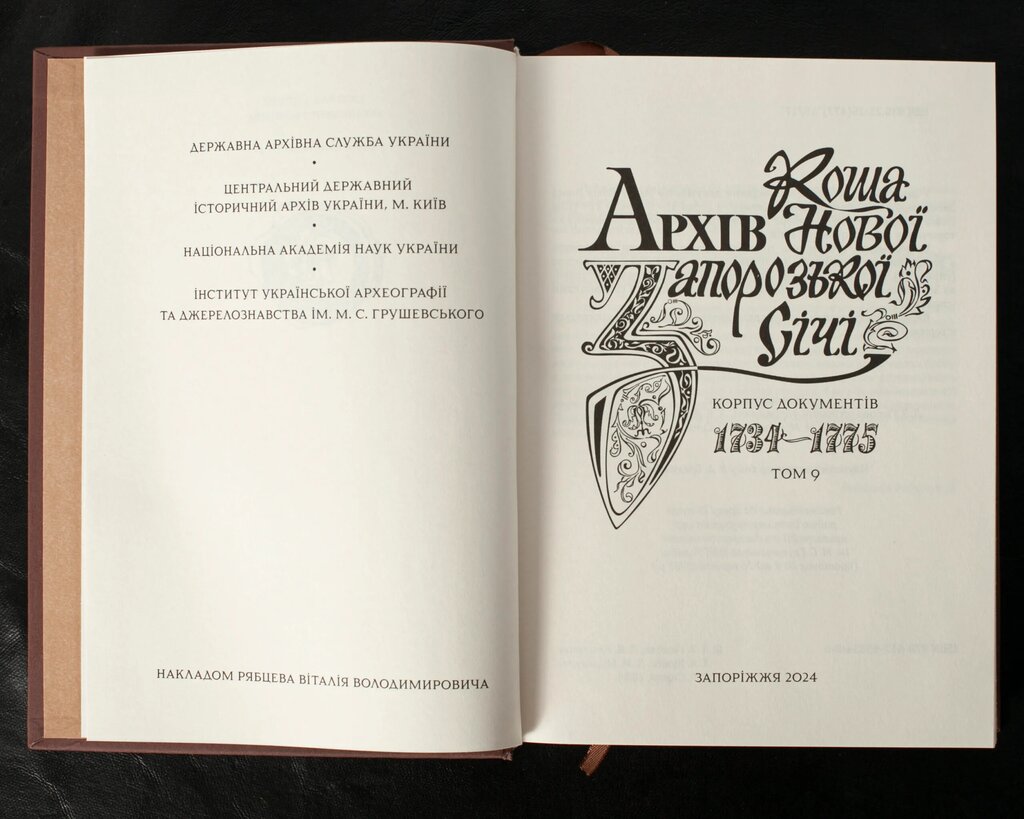 ДЕРЖАВНА АРХІВНА СЛУЖБА УКРАЇНИ
•
ЦЕНТРАЛЬНИЙ ДЕРЖАВНИЙ
ІСТОРИЧНИЙ АРХІВ УКРАЇНИ, М. КИЇВ
•
НАЦІОНАЛЬНА АКАДЕМІЯ НАУК УКРАЇНИ
•
ІНСТИТУТ УКРАЇНСЬКОЇ АРХЕОГРАФІЇ
ТА ДЖЕРЕЛОЗНАВСТВА ІМ. М. С. ГРУШЕВСЬКОГО
НАКЛАДОМ РЯБЦЕВА ВІТАЛІЯ ВОЛОДИМИРОВИЧА
Архів Коша
Нової
Запорозької
Січі
КОРПУС ДОКУМЕНТІВ
1734—1775
ТОМ 9
ЗАПОРІЖЖЯ 2024